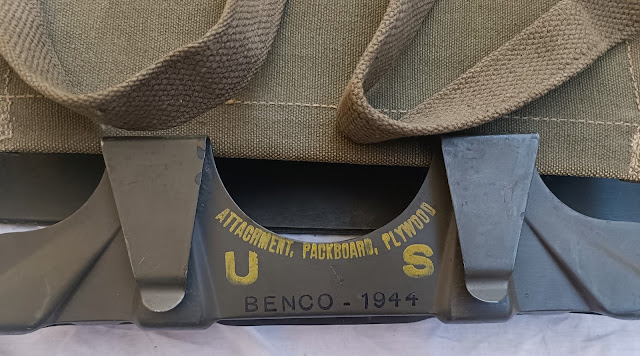 ATTACHMENT, PACKBOARD, PLYWOOD
U S
BENCO - 1944